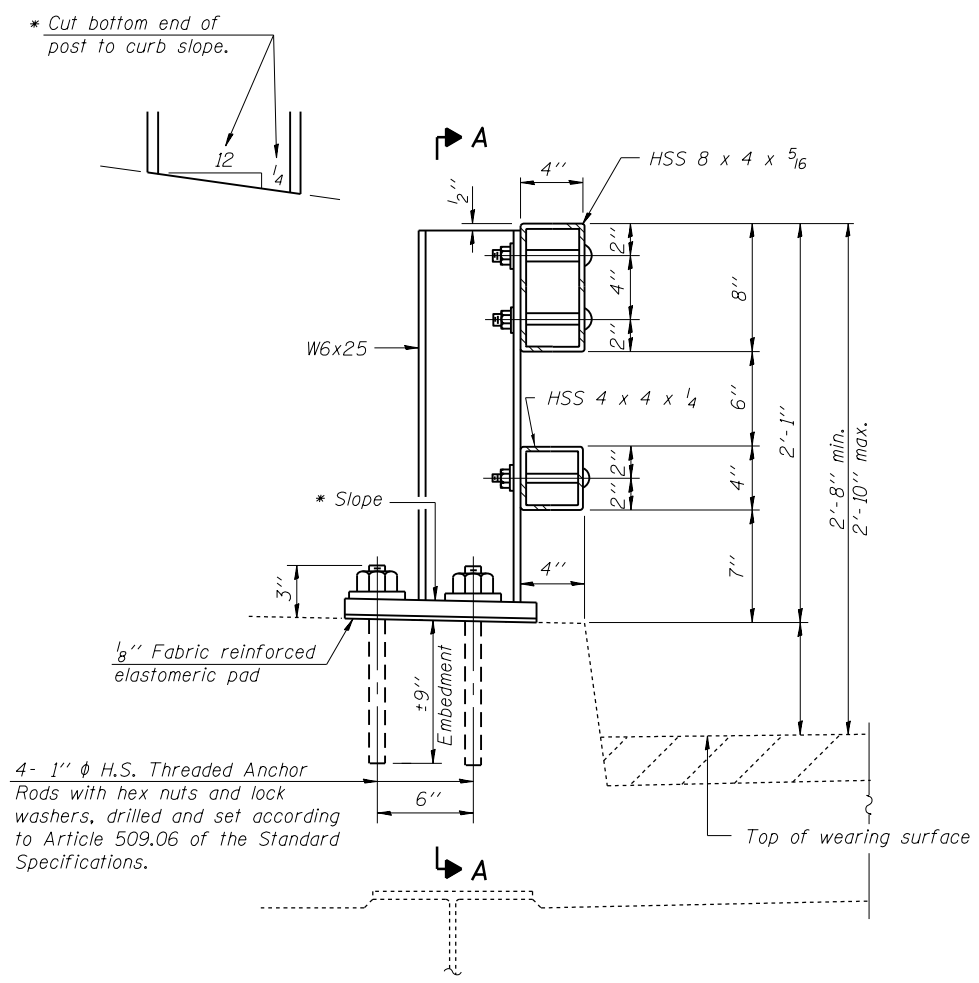 * Cut bottom end of
post to curb slope.
12
1/4
A
4"
HSS 8 x 4 x 5/16
1/2"
2"
4"
2"
8"
W6x25
HSS 4 x 4 x 1/4
6"
2'-1"
2'-8" min.
2'-10" max.
* Slope
2"
2"
4"
3"
4"
7"
1/8" Fabric reinforced
elastomeric pad
±9"
Embedment
4- 1" ϕ H.S. Threaded Anchor
Rods with hex nuts and lock
washers, drilled and set according
to Article 509.06 of the Standard
Specifications.
6"
Top of wearing surface
A